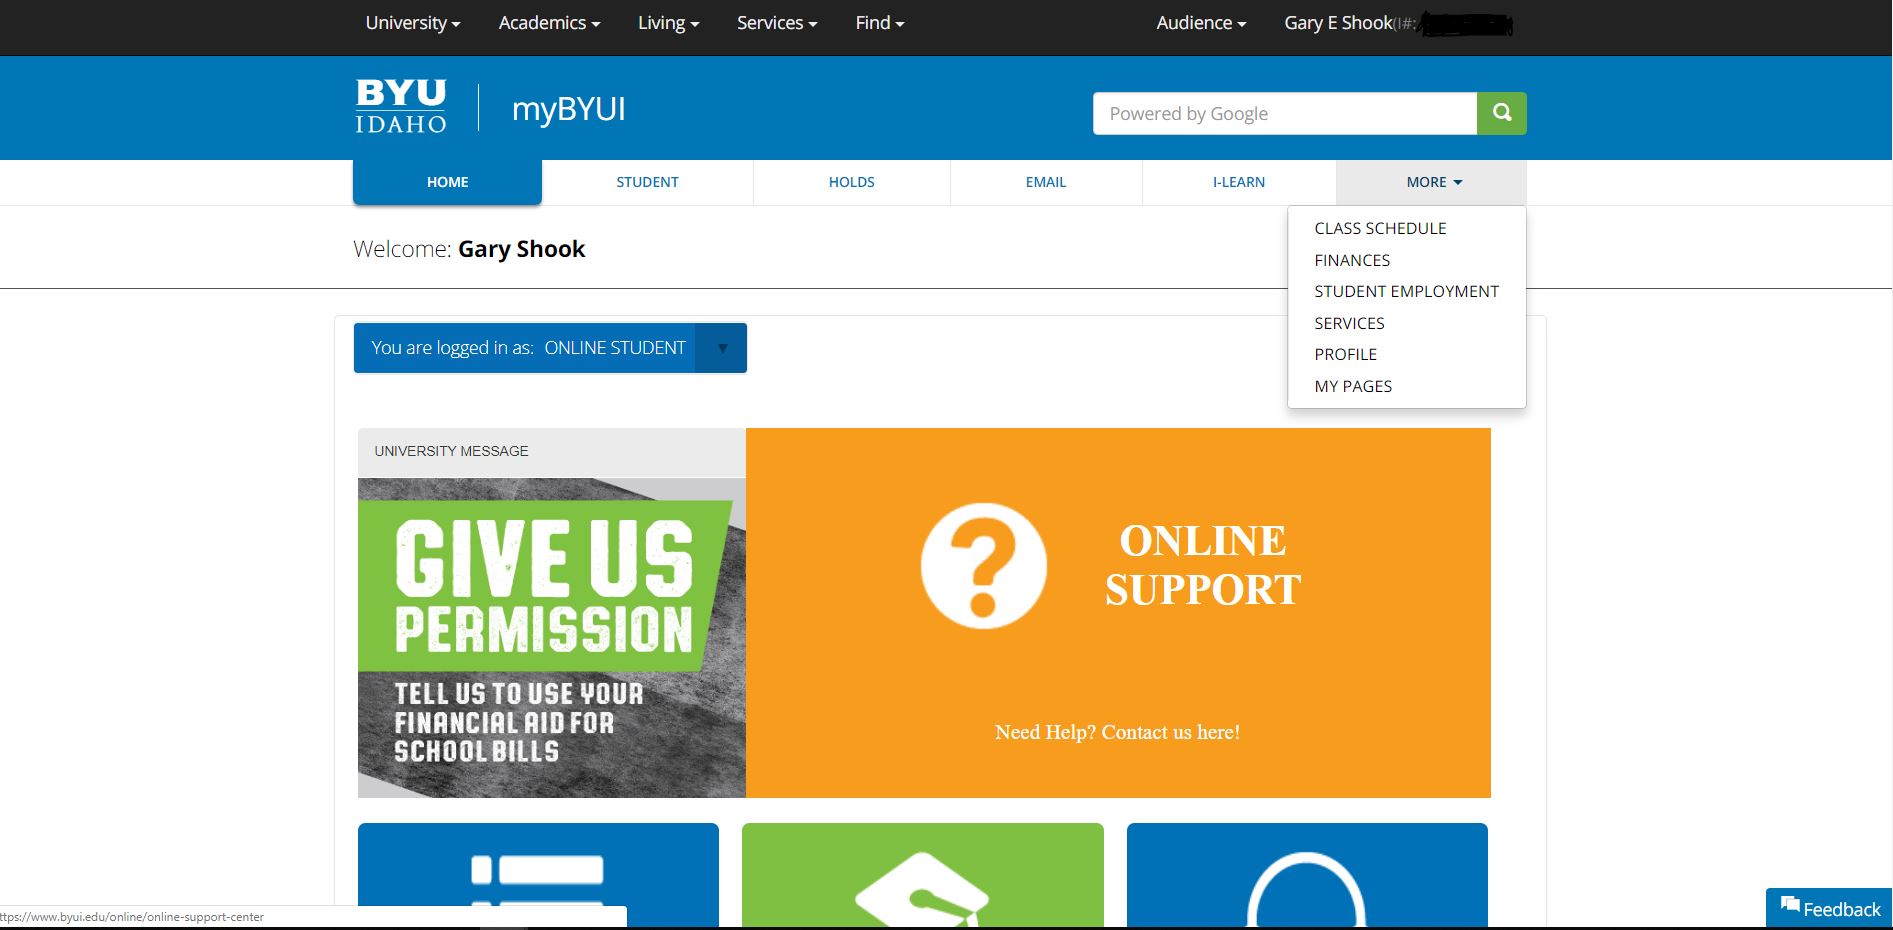 University Academics Living Services Find Audience Gary E Shook(I#:
BYU
IDAHO
myBYUI
Powered by Google
HOME STUDENT HOLDS EMAIL I-LEARN MORE
CLASS SCHEDULE
FINANCES
STUDENT EMPLOYMENT
SERVICES
PROFILE
MY PAGES
Welcome: Gary Shook
You are logged in as: ONLINE STUDENT
UNIVERSITY MESSAGE
GIVE US
PERMISSION
TELL US TO USE YOUR
FINANCIAL AID FOR
SCHOOL BILLS
ONLINE
SUPPORT
Need Help? Contact us here!
ttps://www.byui.edu/online/online-support-center
Feedback